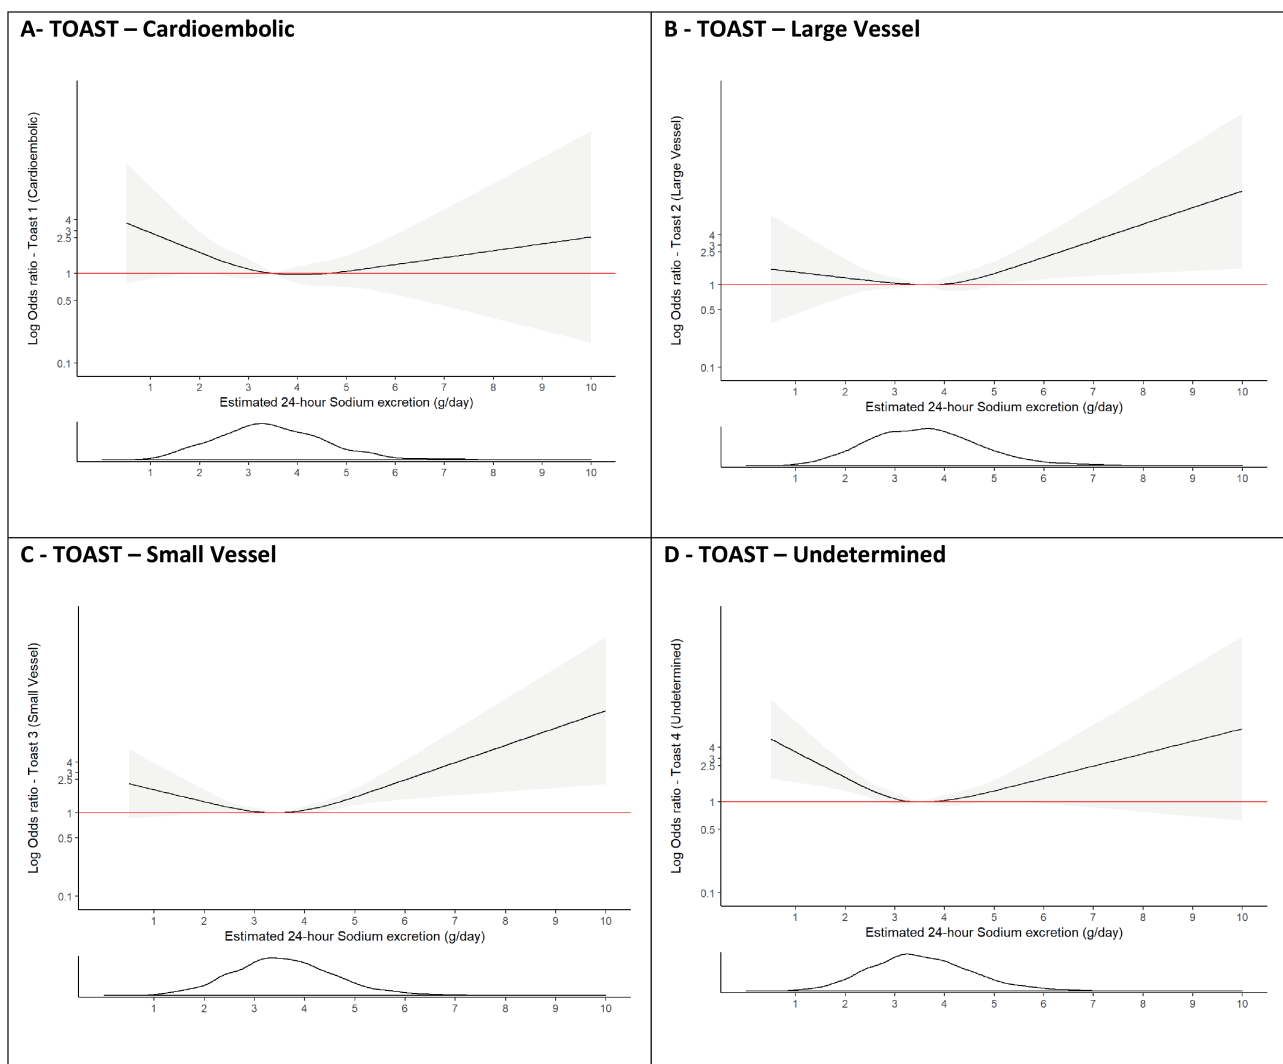 A- TOAST – Cardioembolic
Log Odds ratio - Toast 1 (Cardioembolic)
4
3
2.5
1
0.5
0.1
1 2 3 4 5 6 7 8 9 10
Estimated 24-hour Sodium excretion (g/day)
1 2 3 4 5 6 7 8 9 10
B - TOAST – Large Vessel
Log Odds ratio - Toast 2 (Large Vessel)
4
3
2.5
1
0.5
0.1
1 2 3 4 5 6 7 8 9 10
Estimated 24-hour Sodium excretion (g/day)
1 2 3 4 5 6 7 8 9 10
C - TOAST – Small Vessel
Log Odds ratio - Toast 3 (Small Vessel)
4
3
2.5
1
0.5
0.1
1 2 3 4 5 6 7 8 9 10
Estimated 24-hour Sodium excretion (g/day)
1 2 3 4 5 6 7 8 9 10
D - TOAST – Undetermined
Log Odds ratio - Toast 4 (Undetermined)
4
3
2.5
1
0.5
0.1
1 2 3 4 5 6 7 8 9 10
Estimated 24-hour Sodium excretion (g/day)
1 2 3 4 5 6 7 8 9 10